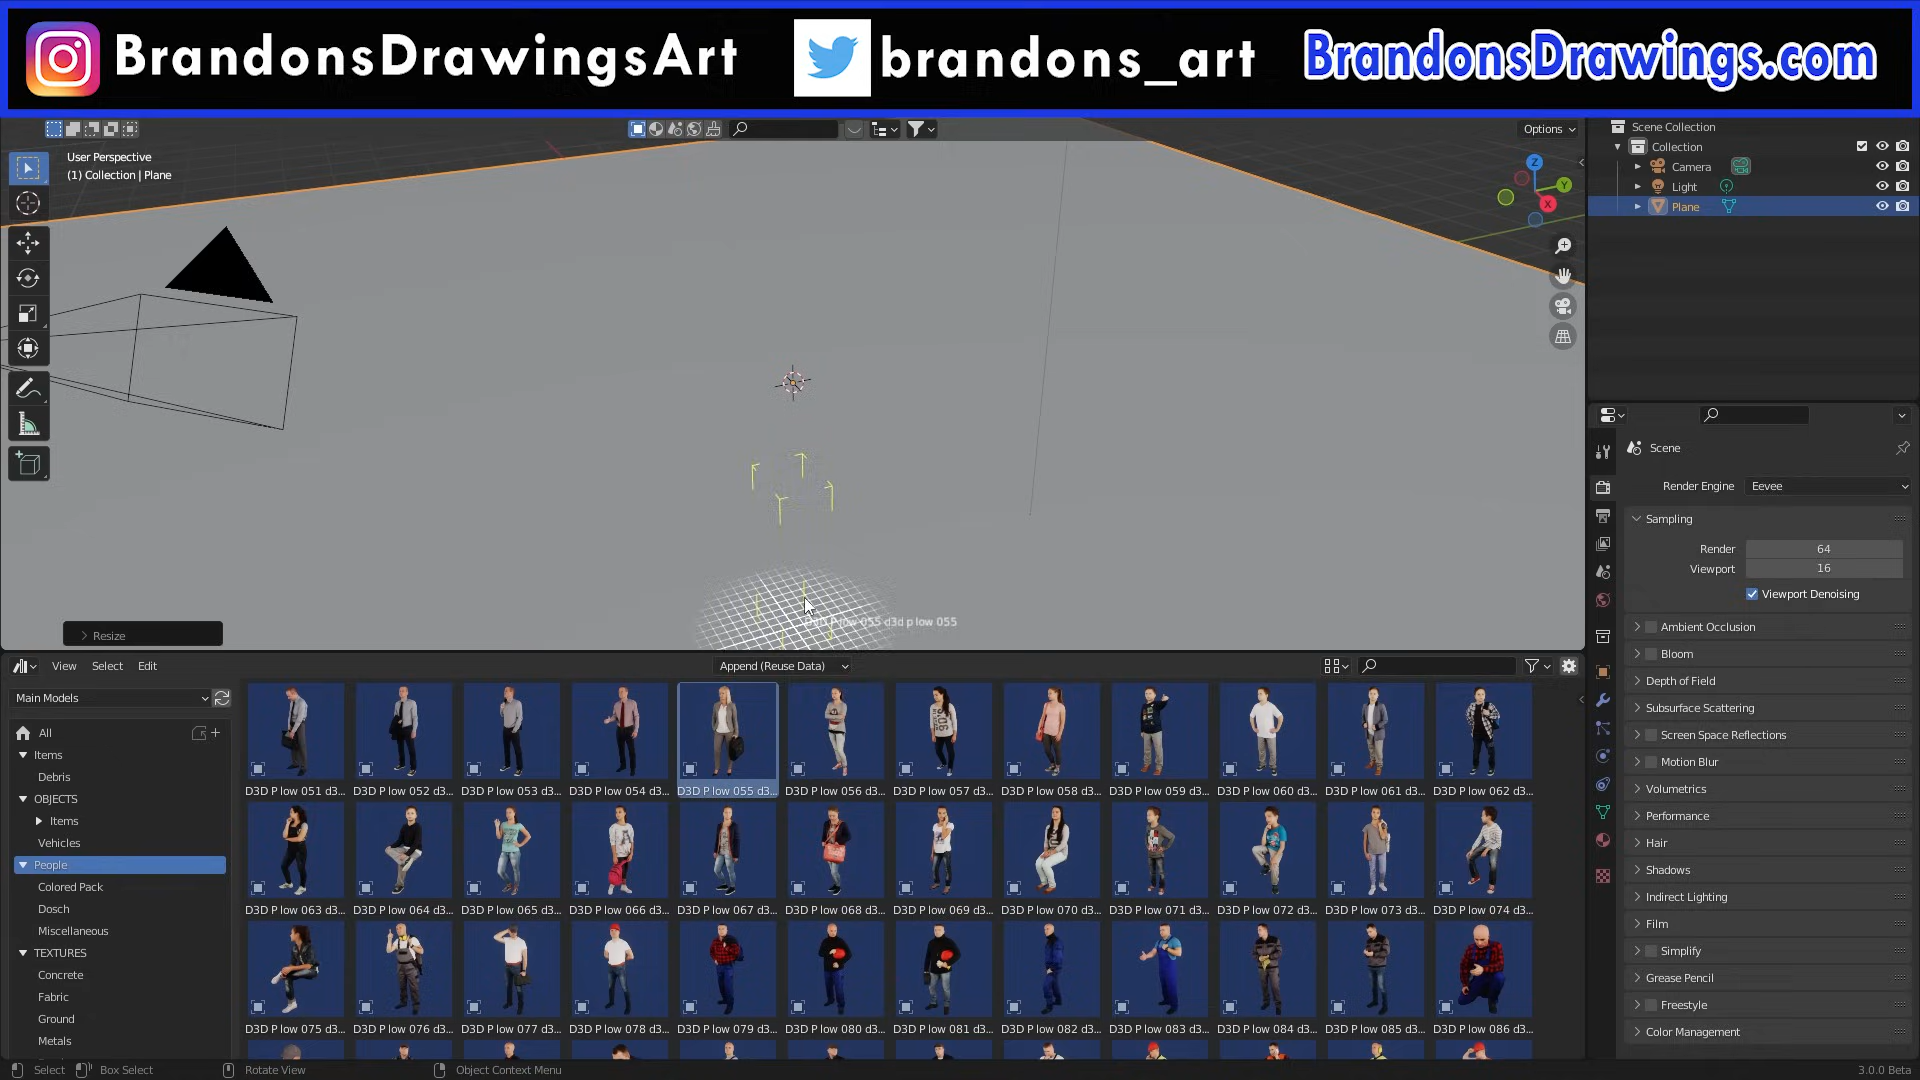 BrandonsDrawingsArt brandons_art BrandonsDrawings.com
Options
User Perspective
(1) Collection | Plane
Resize
Scene Collection
Collection
Camera
Light
Plane
Scene
Render Engine Eevee
Sampling
Render 64
Viewport 16
Viewport Denoising
Ambient Occlusion
Bloom
Depth of Field
Subsurface Scattering
Screen Space Reflections
Motion Blur
Volumetrics
Performance
Hair
Shadows
Indirect Lighting
Film
Simplify
Grease Pencil
Freestyle
Color Management
View Select Edit Append (Reuse Data)
Main Models
All
Items
Debris
OBJECTS
Items
Vehicles
People
Colored Pack
Dosch
Miscellaneous
TEXTURES
Concrete
Fabric
Ground
Metals
D3D P low 051 d3... D3D P low 052 d3... D3D P low 053 d3... D3D P low 054 d3... D3D P low 055 d3... D3D P low 056 d3... D3D P low 057 d3... D3D P low 058 d3... D3D P low 059 d3... D3D P low 060 d3... D3D P low 061 d3... D3D P low 062 d3...
D3D P low 063 d3... D3D P low 064 d3... D3D P low 065 d3... D3D P low 066 d3... D3D P low 067 d3... D3D P low 068 d3... D3D P low 069 d3... D3D P low 070 d3... D3D P low 071 d3... D3D P low 072 d3... D3D P low 073 d3... D3D P low 074 d3...
D3D P low 075 d3... D3D P low 076 d3... D3D P low 077 d3... D3D P low 078 d3... D3D P low 079 d3... D3D P low 080 d3... D3D P low 081 d3... D3D P low 082 d3... D3D P low 083 d3... D3D P low 084 d3... D3D P low 085 d3... D3D P low 086 d3...
Select Box Select Rotate View Object Context Menu 3.0.0 Beta